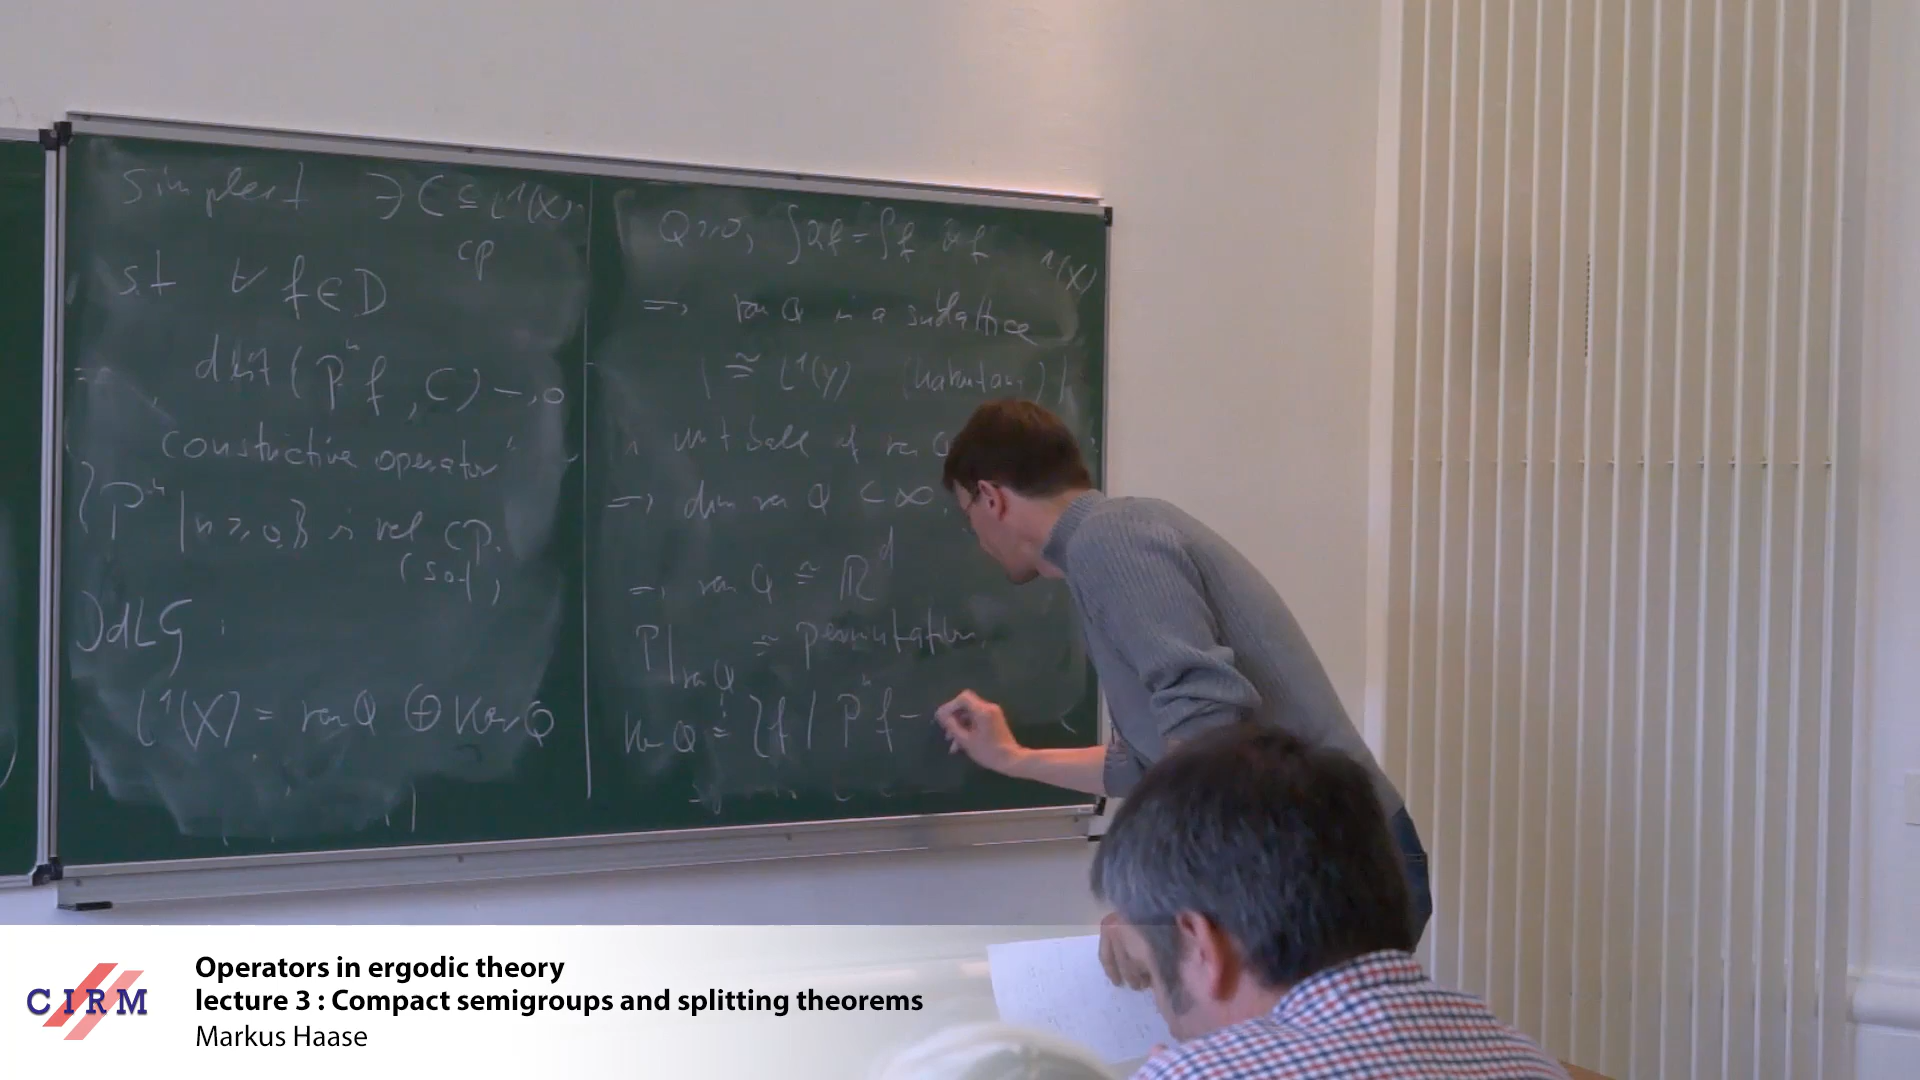 simplest ∃ C ⊆ L¹(X)
cp
s.t ∀ f ∈ D
dist (Pⁿf, C) → 0
"constrictive operator"
{Pⁿ | n ≥ 0} is rel cp.
(sot)
JdLG
L¹(X) = ran Q ⊕ ker Q
Q ≥ 0, ∫Qf = ∫f
¹(X)
=> ran Q is a sublattice
≅ L¹(Y) (Kakutani)
unit ball of ran Q
=> dim ran Q < ∞.
=> ran Q ≅ ℝᵈ
P|ran Q ≅ permutation.
ker Q = {f | Pⁿf →
CIRM
Operators in ergodic theory
lecture 3 : Compact semigroups and splitting theorems
Markus Haase